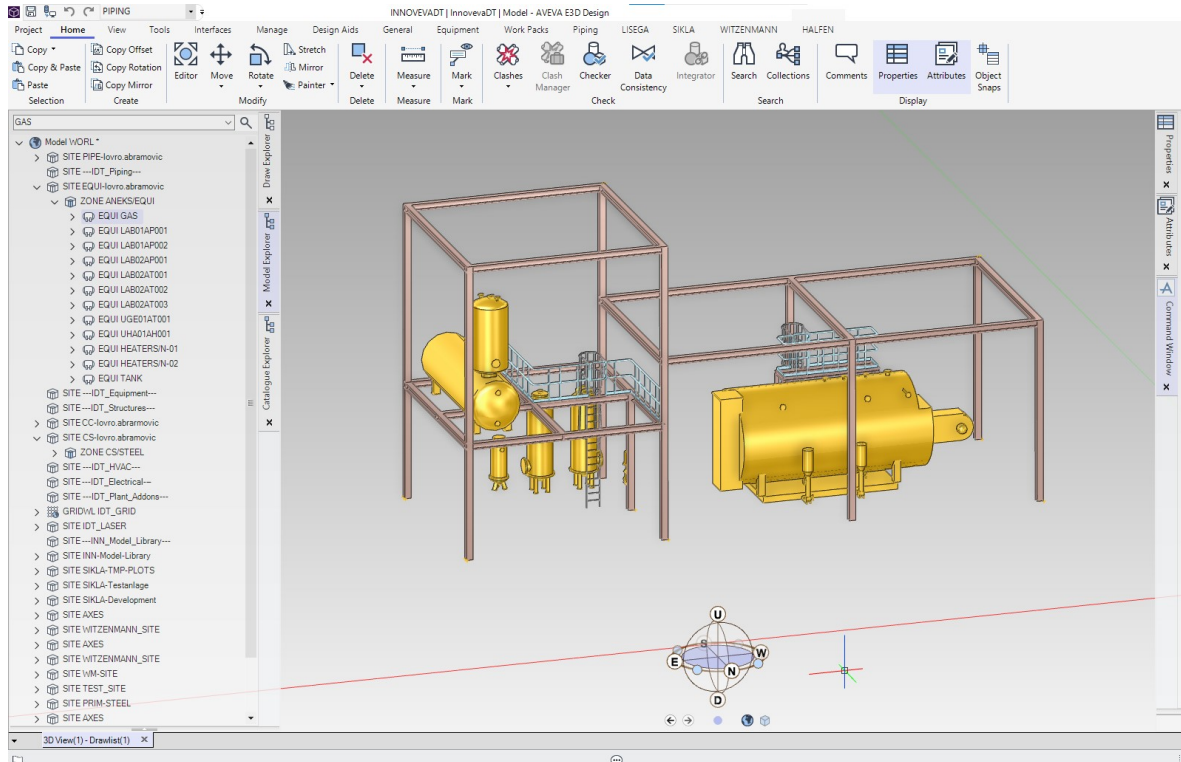 PIPING
INNOVEVADT | InnovevaDT | Model - AVEVA E3D Design
Project Home View Tools Interfaces Manage Design Aids General Equipment Work Packs Piping LISEGA SIKLA WITZENMANN HALFEN
Copy Copy Offset Stretch
Copy & Paste Copy Rotation Mirror
Paste Copy Mirror Painter
Editor Move Rotate Delete Measure Mark Clashes Clash Manager Checker Data Consistency Integrator Search Collections Comments Properties Attributes Object Snaps
Selection Create Modify Delete Measure Mark Check Search Display
GAS
Model WORL *
SITE PIPE-lovro.abramovic
SITE ---IDT_Piping---
SITE EQUI-lovro.abramovic
ZONE ANEKS/EQUI
EQUI GAS
EQUI LAB01AP001
EQUI LAB01AP002
EQUI LAB02AP001
EQUI LAB02AT001
EQUI LAB02AT002
EQUI LAB02AT003
EQUI UGE01AT001
EQUI UHA01AH001
EQUI HEATERS/N-01
EQUI HEATERS/N-02
EQUI TANK
SITE ---IDT_Equipment---
SITE ---IDT_Structures---
SITE CC-lovro.abrarmovic
SITE CS-lovro.abramovic
ZONE CS/STEEL
SITE ---IDT_HVAC---
SITE ---IDT_Electrical---
SITE ---IDT_Plant_Addons---
GRIDWL IDT_GRID
SITE IDT_LASER
SITE ---INN_Model_Library---
SITE INN-Model-Library
SITE SIKLA-TMP-PLOTS
SITE SIKLA-Testanlage
SITE SIKLA-Development
SITE AXES
SITE WITZENMANN_SITE
SITE AXES
SITE WITZENMANN_SITE
SITE WM-SITE
SITE TEST_SITE
SITE PRIM-STEEL
SITE AXES
Draw Explorer
Model Explorer
Catalogue Explorer
U
S
E
W
N
D
Properties
Attributes
Command Window
3D View(1) - Drawlist(1)